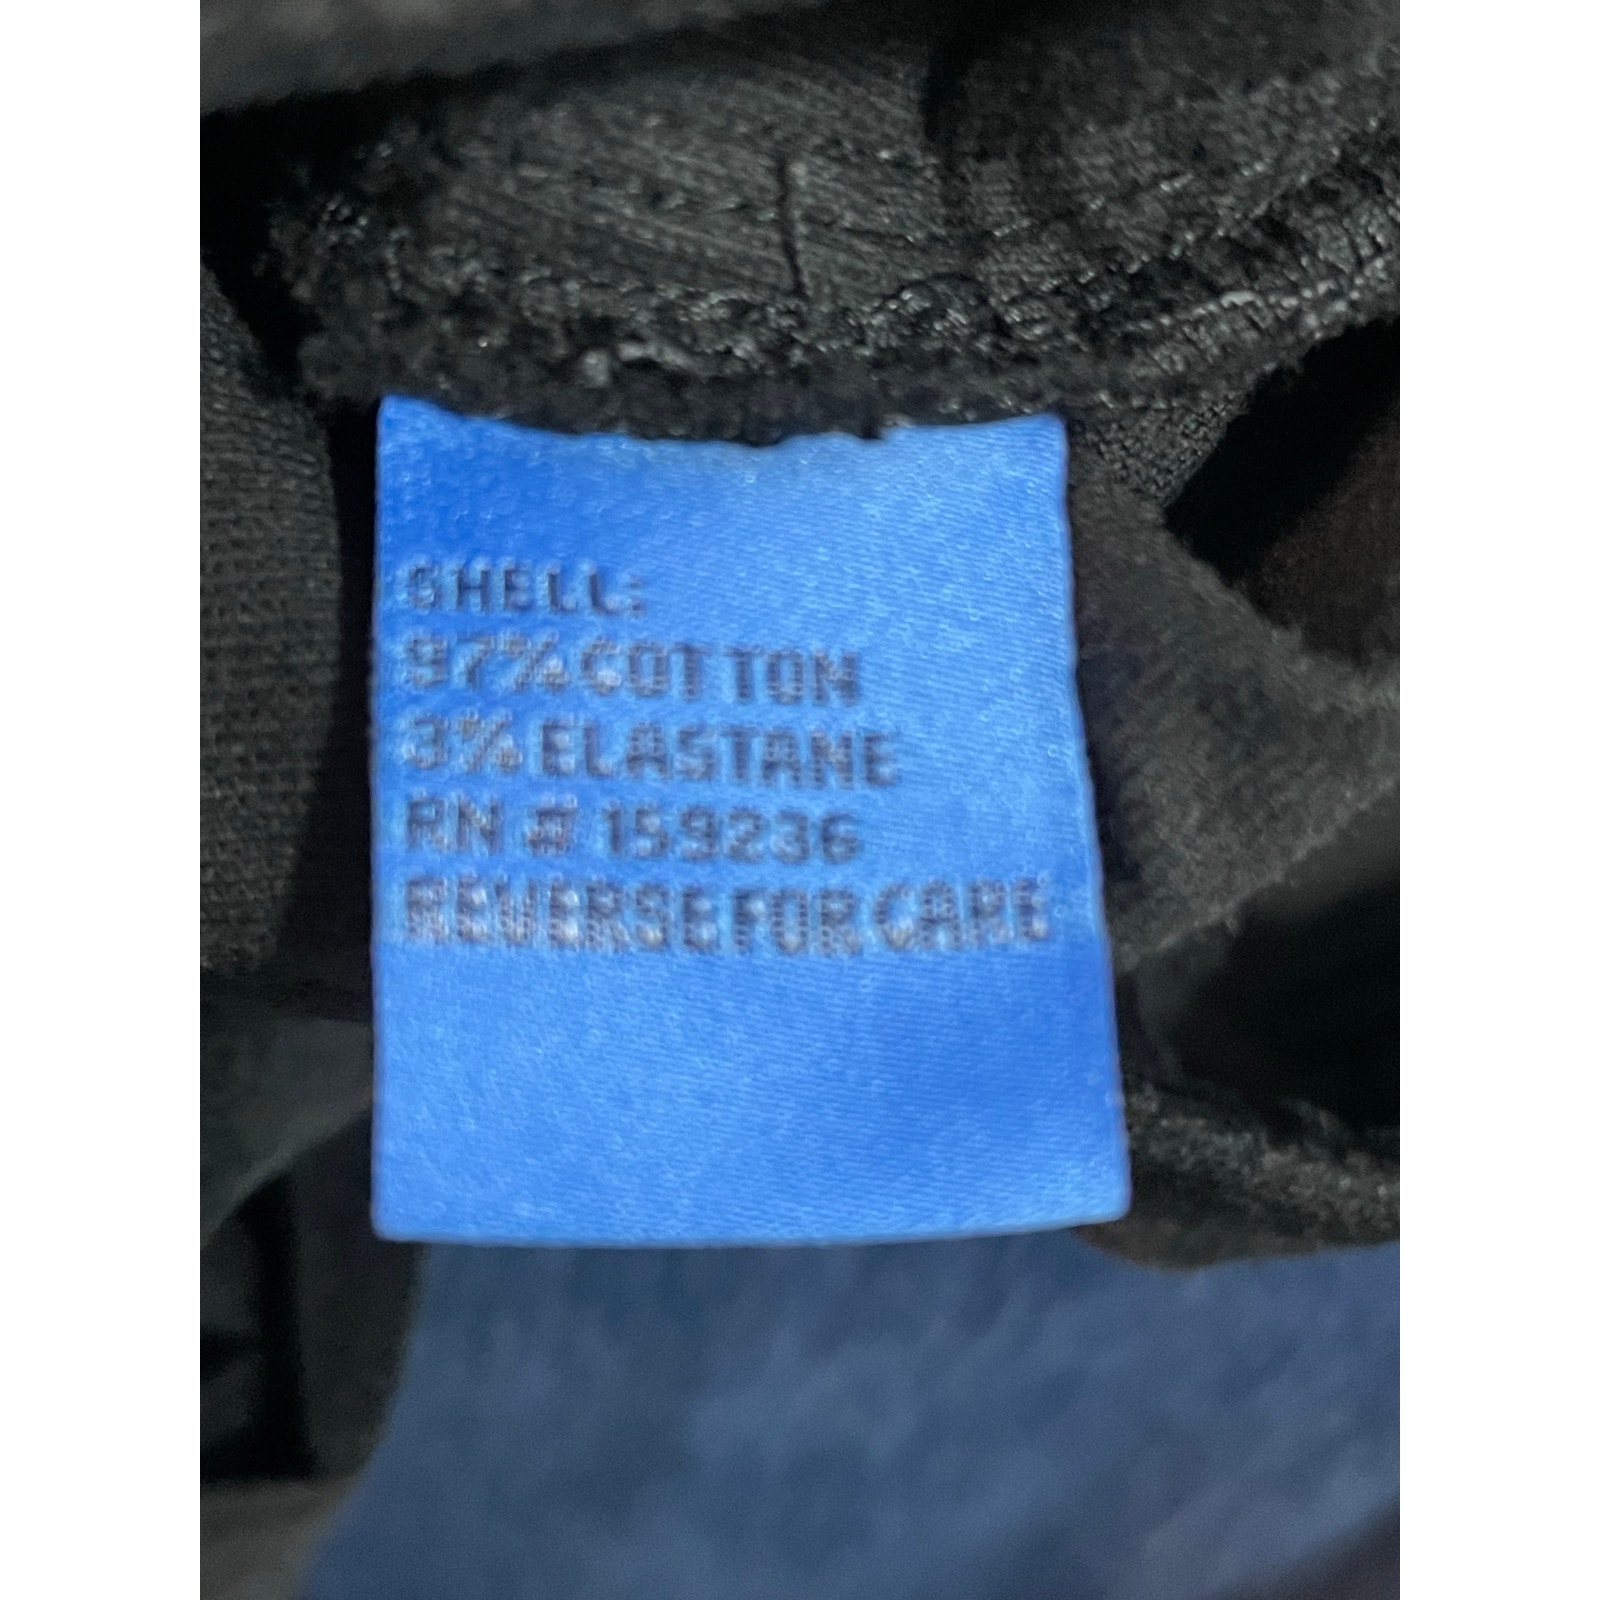 SHELL:
97% COTTON
3% ELASTANE
RN # 159236
REVERSE FOR CARE